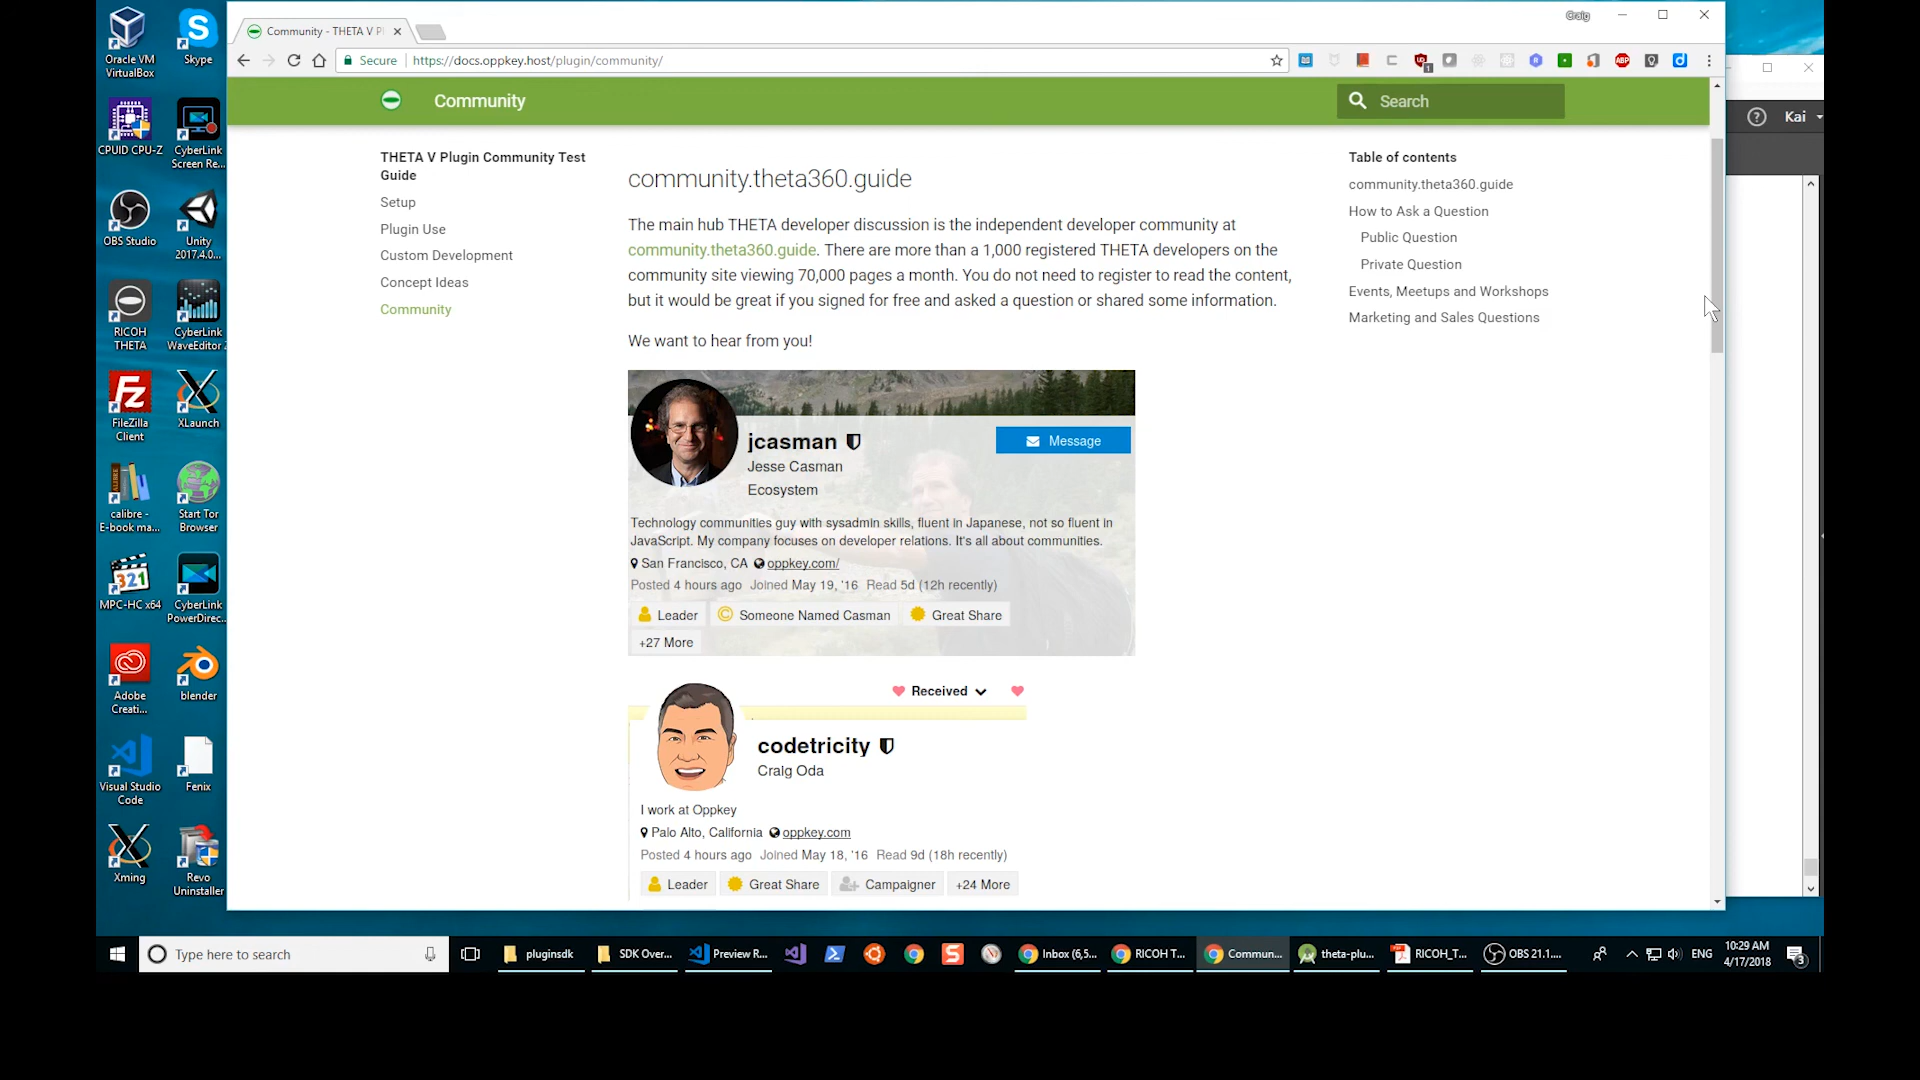 Oracle VM
VirtualBox
Skype
CPUID CPU-Z
CyberLink
Screen Re...
OBS Studio
Unity
2017.4.0...
RICOH
THETA
CyberLink
WaveEditor 2
FileZilla
Client
XLaunch
calibre -
E-book ma...
Start Tor
Browser
MPC-HC x64
CyberLink
PowerDirec...
Adobe
Creati...
blender
Visual Studio
Code
Fenix
Xming
Revo
Uninstaller
Community - THETA V Pl
Craig
Secure
https://docs.oppkey.host/plugin/community/
Community
Search
Kai
THETA V Plugin Community Test
Guide
Setup
Plugin Use
Custom Development
Concept Ideas
Community
community.theta360.guide
The main hub THETA developer discussion is the independent developer community at
community.theta360.guide. There are more than a 1,000 registered THETA developers on the
community site viewing 70,000 pages a month. You do not need to register to read the content,
but it would be great if you signed for free and asked a question or shared some information.
We want to hear from you!
jcasman
Message
Jesse Casman
Ecosystem
Technology communities guy with sysadmin skills, fluent in Japanese, not so fluent in
JavaScript. My company focuses on developer relations. It's all about communities.
San Francisco, CA oppkey.com/
Posted 4 hours ago Joined May 19, '16 Read 5d (12h recently)
Leader Someone Named Casman Great Share
+27 More
Received
codetricity
Craig Oda
I work at Oppkey
Palo Alto, California oppkey.com
Posted 4 hours ago Joined May 18, '16 Read 9d (18h recently)
Leader Great Share Campaigner +24 More
Table of contents
community.theta360.guide
How to Ask a Question
Public Question
Private Question
Events, Meetups and Workshops
Marketing and Sales Questions
Type here to search
pluginsdk
SDK Over...
Preview R...
Inbox (6,5...
RICOH T...
Commun...
theta-plu...
RICOH_T...
OBS 21.1....
ENG
10:29 AM
4/17/2018
3